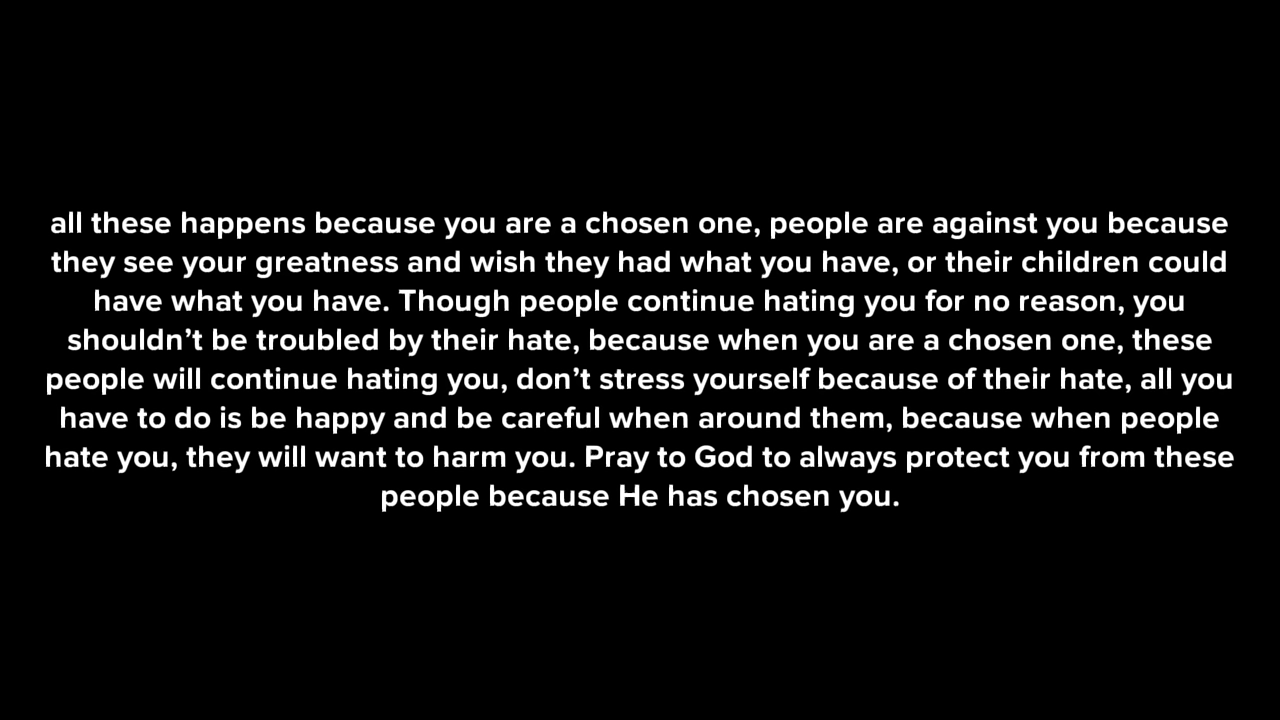 all these happens because you are a chosen one, people are against you because
they see your greatness and wish they had what you have, or their children could
have what you have. Though people continue hating you for no reason, you
shouldn’t be troubled by their hate, because when you are a chosen one, these
people will continue hating you, don’t stress yourself because of their hate, all you
have to do is be happy and be careful when around them, because when people
hate you, they will want to harm you. Pray to God to always protect you from these
people because He has chosen you.